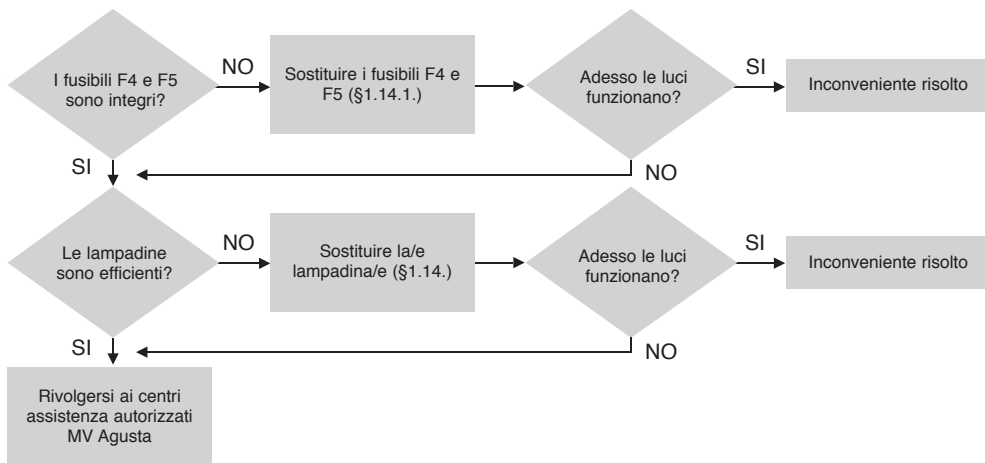 I fusibili F4 e F5
sono integri?
NO
Sostituire i fusibili F4 e
F5 (§1.14.1.)
Adesso le luci
funzionano?
SI
Inconveniente risolto
SI
NO
Le lampadine
sono efficienti?
NO
Sostituire la/e
lampadina/e (§1.14.)
Adesso le luci
funzionano?
SI
Inconveniente risolto
SI
NO
Rivolgersi ai centri
assistenza autorizzati
MV Agusta